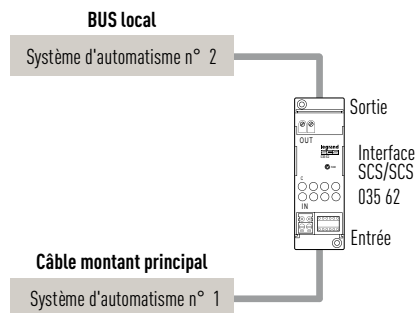 BUS local
Système d'automatisme n° 2
Sortie
OUT
legrand
Interface
SCS/SCS
035 62
C
IN
Entrée
Câble montant principal
Système d'automatisme n° 1